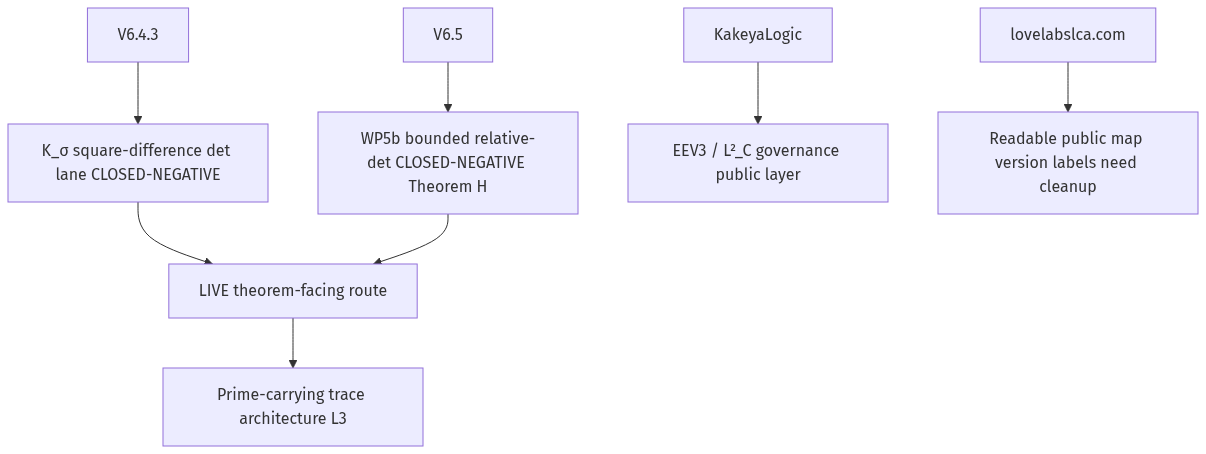 V6.4.3
V6.5
KakeyaLogic
lovelabslca.com
K_σ square-difference det
lane CLOSED-NEGATIVE
WP5b bounded relative-
det CLOSED-NEGATIVE
Theorem H
EEV3 / L²_C governance
public layer
Readable public map
version labels need
cleanup
LIVE theorem-facing route
Prime-carrying trace
architecture L3